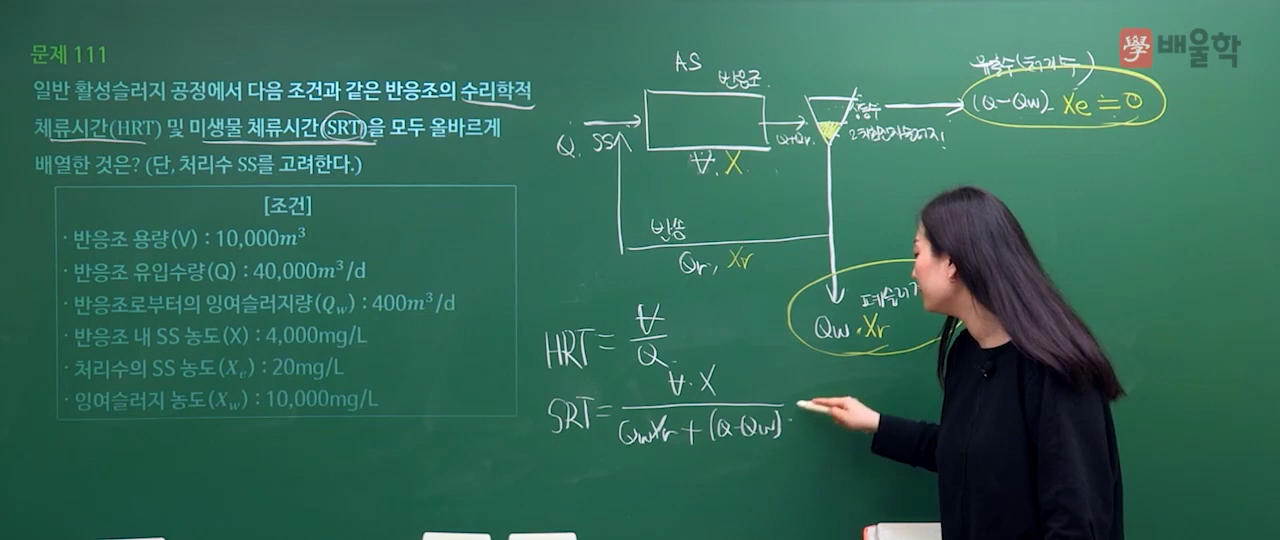 學 배울학
문제 111
일반 활성슬러지 공정에서 다음 조건과 같은 반응조의 수리학적
체류시간(HRT) 및 미생물 체류시간(SRT)을 모두 올바르게
배열한 것은? (단, 처리수 SS를 고려한다.)
[조건]
· 반응조 용량(V) : 10,000m³
· 반응조 유입수량(Q) : 40,000m³/d
· 반응조로부터의 잉여슬러지량(Q_w) : 400m³/d
· 반응조 내 SS 농도(X) : 4,000mg/L
· 처리수의 SS 농도(X_e) : 20mg/L
· 잉여슬러지 농도(X_w) : 10,000mg/L
AS
반응조
Q SS
V, X
Q+Qr
(Q-Qw) Xe ≒ 0
반송
Qr, Xr
Qw · Xr
HRT = V / Q
SRT = V · X / QwXr + (Q-Qw)